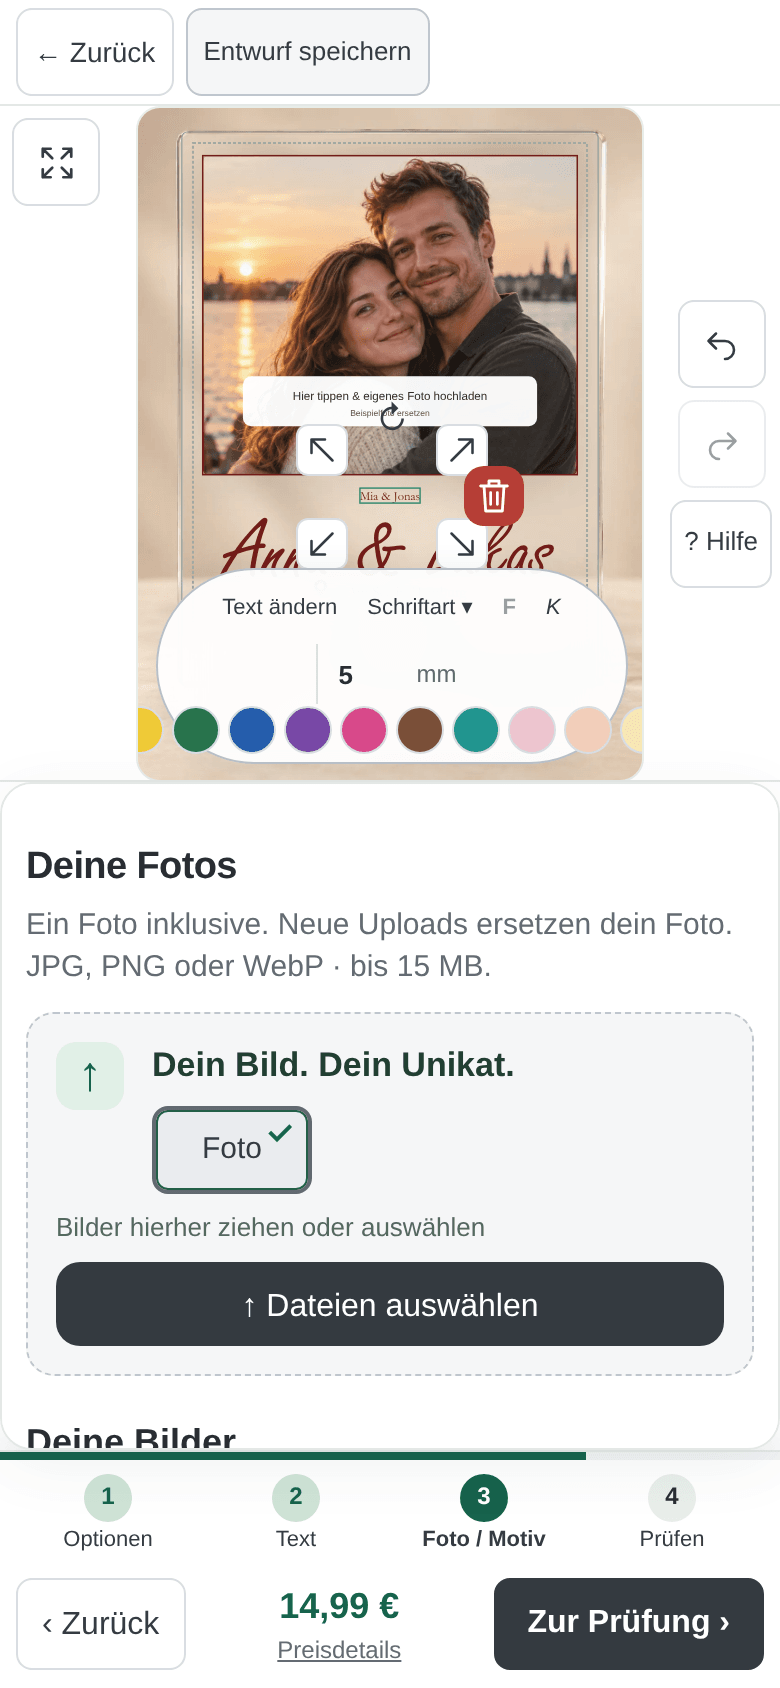 ← Zurück
Entwurf speichern
Hier tippen & eigenes Foto hochladen
Beispielfoto ersetzen
Mia & Jonas
? Hilfe
Text ändern Schriftart ▾ F K
5 mm
Deine Fotos
Ein Foto inklusive. Neue Uploads ersetzen dein Foto.
JPG, PNG oder WebP · bis 15 MB.
↑ Dein Bild. Dein Unikat.
Foto ✓
Bilder hierher ziehen oder auswählen
↑ Dateien auswählen
Deine Bilder
1 2 3 4
Optionen Text Foto / Motiv Prüfen
‹ Zurück
14,99 €
Preisdetails
Zur Prüfung ›